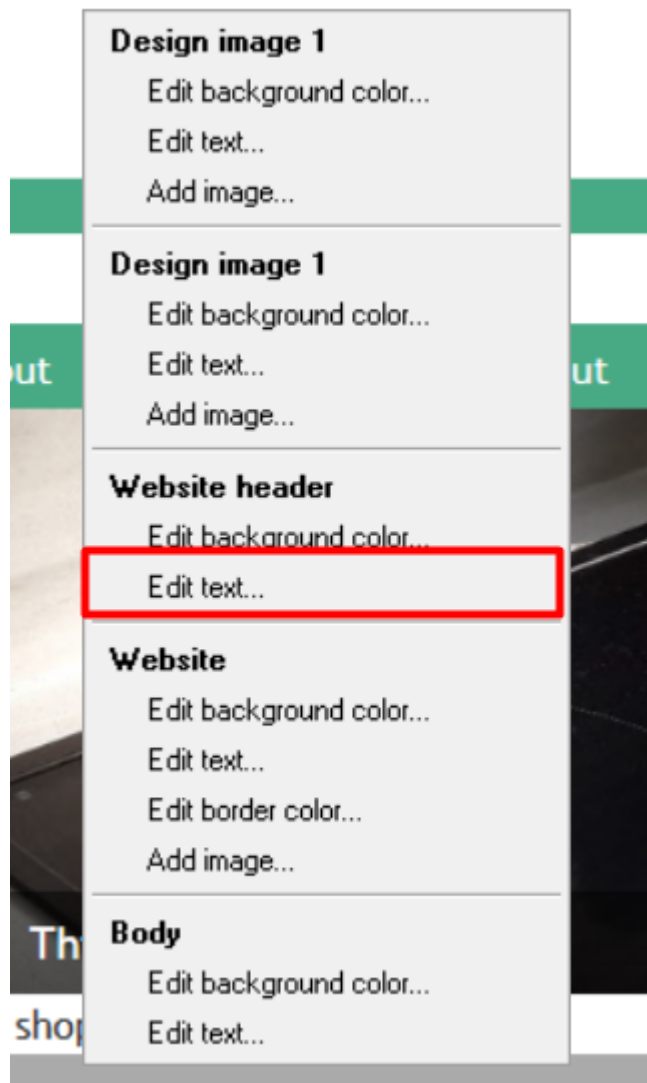 Design image 1
Edit background color...
Edit text...
Add image...
Design image 1
Edit background color...
Edit text...
Add image...
Website header
Edit background color...
Edit text...
Website
Edit background color...
Edit text...
Edit border color...
Add image...
Body
Edit background color...
Edit text...